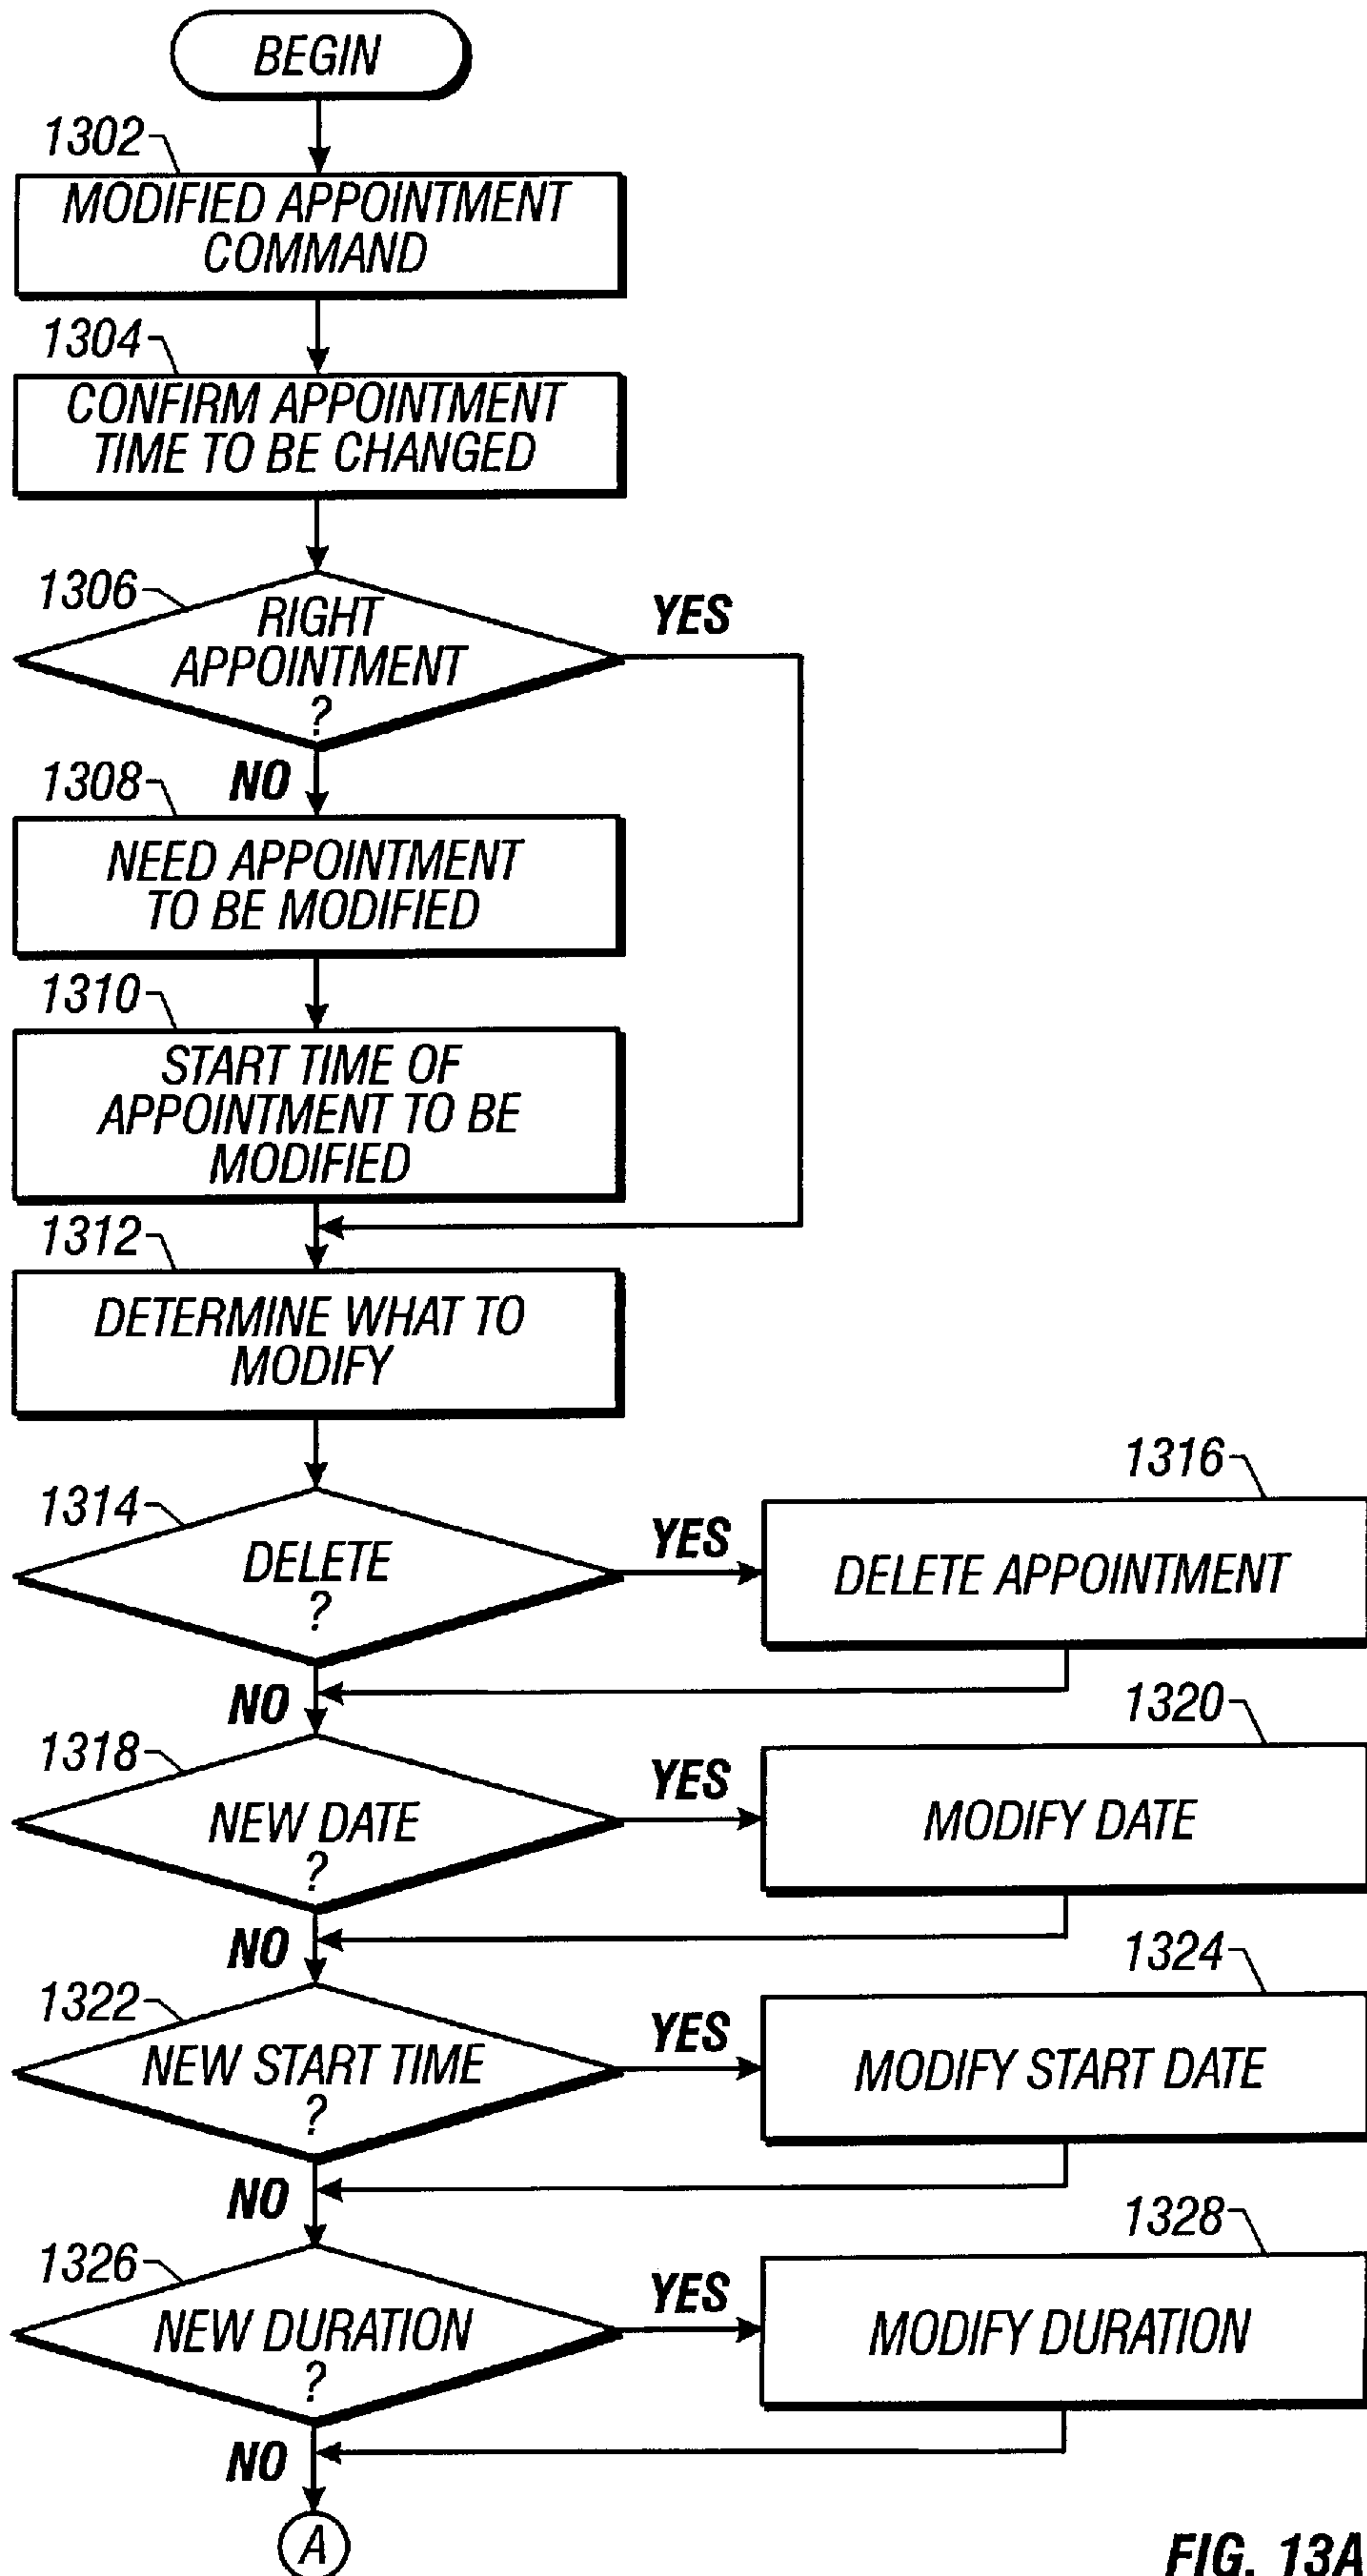 BEGIN
1302
MODIFIED APPOINTMENT
COMMAND
1304
CONFIRM APPOINTMENT
TIME TO BE CHANGED
1306
RIGHT
APPOINTMENT
?
YES
NO
1308
NEED APPOINTMENT
TO BE MODIFIED
1310
START TIME OF
APPOINTMENT TO BE
MODIFIED
1312
DETERMINE WHAT TO
MODIFY
1314
DELETE
?
YES
1316
DELETE APPOINTMENT
NO
1318
NEW DATE
?
YES
1320
MODIFY DATE
NO
1322
NEW START TIME
?
YES
1324
MODIFY START DATE
NO
1326
NEW DURATION
?
YES
1328
MODIFY DURATION
NO
A
FIG. 13A